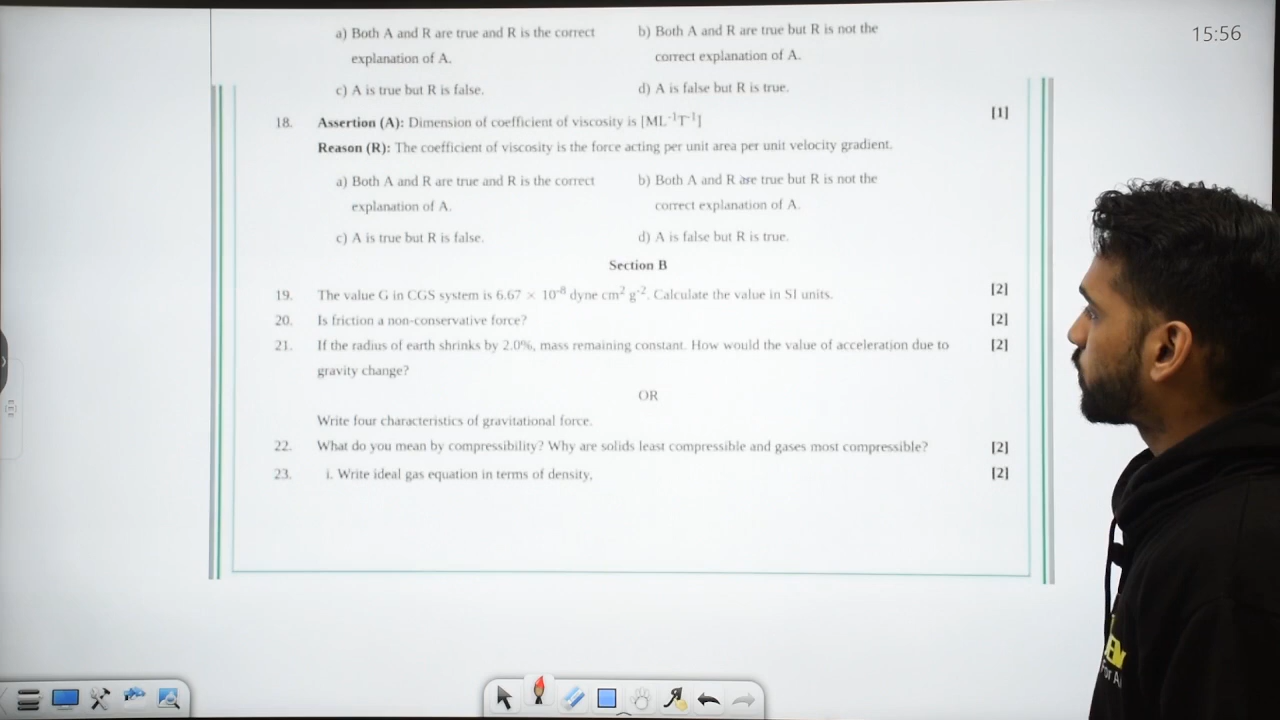 15:56
a) Both A and R are true and R is the correct explanation of A.
b) Both A and R are true but R is not the correct explanation of A.
c) A is true but R is false.
d) A is false but R is true.
18. Assertion (A): Dimension of coefficient of viscosity is [ML⁻¹T⁻¹] [1]
Reason (R): The coefficient of viscosity is the force acting per unit area per unit velocity gradient.
a) Both A and R are true and R is the correct explanation of A.
b) Both A and R are true but R is not the correct explanation of A.
c) A is true but R is false.
d) A is false but R is true.
Section B
19. The value G in CGS system is 6.67 × 10⁻⁸ dyne cm² g⁻². Calculate the value in SI units. [2]
20. Is friction a non-conservative force? [2]
21. If the radius of earth shrinks by 2.0%, mass remaining constant. How would the value of acceleration due to [2]
gravity change?
OR
Write four characteristics of gravitational force.
22. What do you mean by compressibility? Why are solids least compressible and gases most compressible? [2]
23. i. Write ideal gas equation in terms of density, [2]